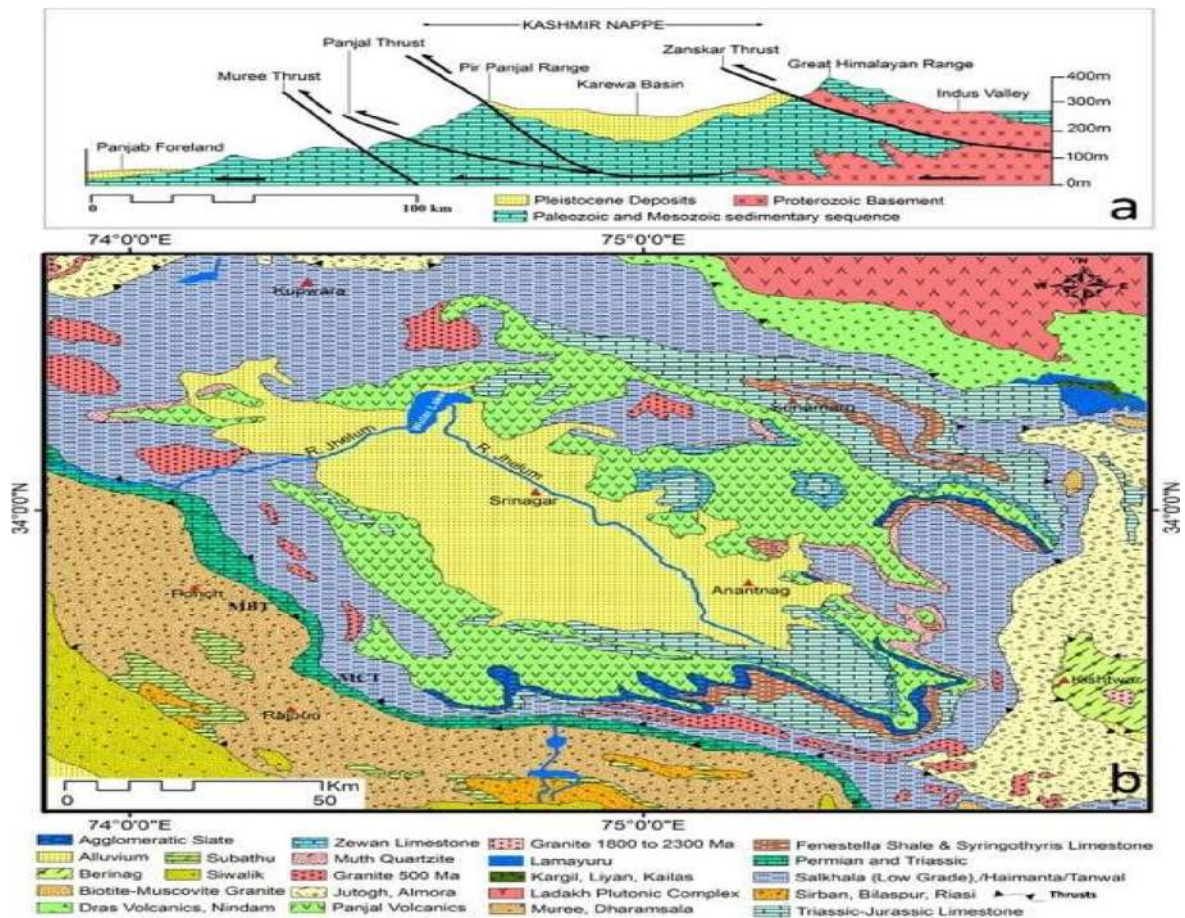 KASHMIR NAPPE
Panjal Thrust
Zanskar Thrust
Muree Thrust
Pir Panjal Range
Great Himalayan Range
Karewa Basin
Indus Valley
Panjab Foreland
400m
300m
200m
100m
0m
0 100 km
Pleistocene Deposits Proterozoic Basement
Paleozoic and Mesozoic sedimentary sequence
a
74°0'0"E 75°0'0"E
N
W E
S
Kupwara
R. Jhelum
R. Jhelum
Srinagar
34°0'0"N 34°0'0"N
Anantnag
Ponch
MBT
MCT
Kishtwar
b
Km
0 50
74°0'0"E 75°0'0"E
Agglomeratic Slate Zewan Limestone Granite 1800 to 2300 Ma Fenestella Shale & Syringothyris Limestone
Alluvium Subathu Muth Quartzite Lamayuru Permian and Triassic
Berinag Siwalik Granite 500 Ma Kargil, Liyan, Kailas Salkhala (Low Grade),/Haimanta/Tanwal
Biotite-Muscovite Granite Jutogh, Almora Ladakh Plutonic Complex Sirban, Bilaspur, Riasi Thrusts
Dras Volcanics, Nindam Panjal Volcanics Muree, Dharamsala Triassic-Jurassic Limestone